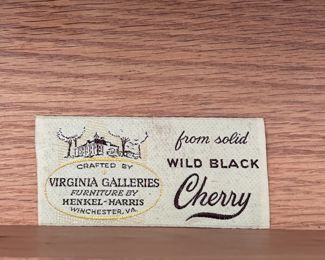 CRAFTED BY
VIRGINIA GALLERIES
FURNITURE BY
HENKEL-HARRIS
WINCHESTER, VA.
from solid
WILD BLACK
Cherry